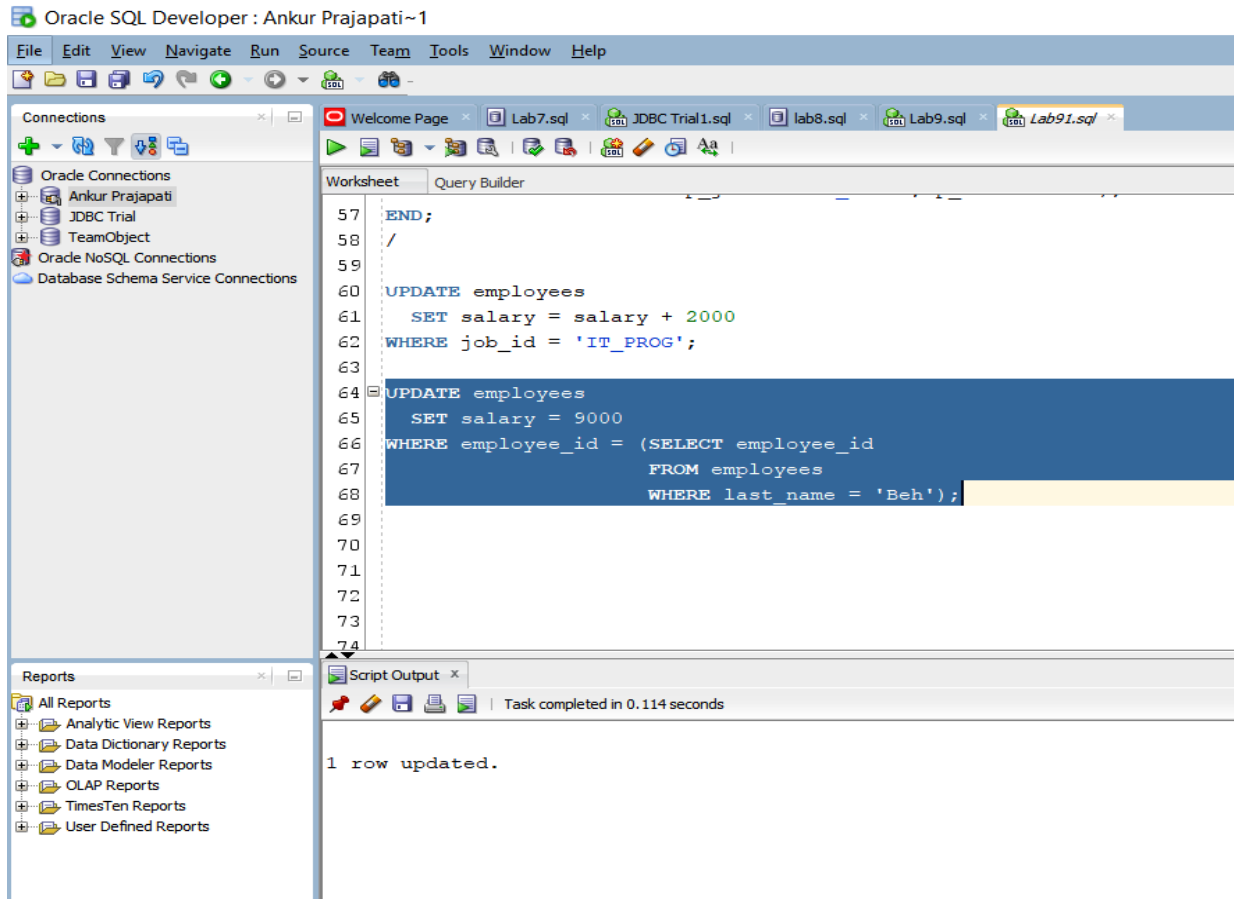 Oracle SQL Developer : Ankur Prajapati~1
File Edit View Navigate Run Source Team Tools Window Help
Connections
Oracle Connections
Ankur Prajapati
JDBC Trial
TeamObject
Oracle NoSQL Connections
Database Schema Service Connections
Welcome Page Lab7.sql JDBC Trial1.sql lab8.sql Lab9.sql Lab91.sql
Worksheet Query Builder
57 END;
58 /
59
60 UPDATE employees
61 SET salary = salary + 2000
62 WHERE job_id = 'IT_PROG';
63
64 UPDATE employees
65 SET salary = 9000
66 WHERE employee_id = (SELECT employee_id
67 FROM employees
68 WHERE last_name = 'Beh');
69
70
71
72
73
74
Reports
All Reports
Analytic View Reports
Data Dictionary Reports
Data Modeler Reports
OLAP Reports
TimesTen Reports
User Defined Reports
Script Output
Task completed in 0.114 seconds
1 row updated.